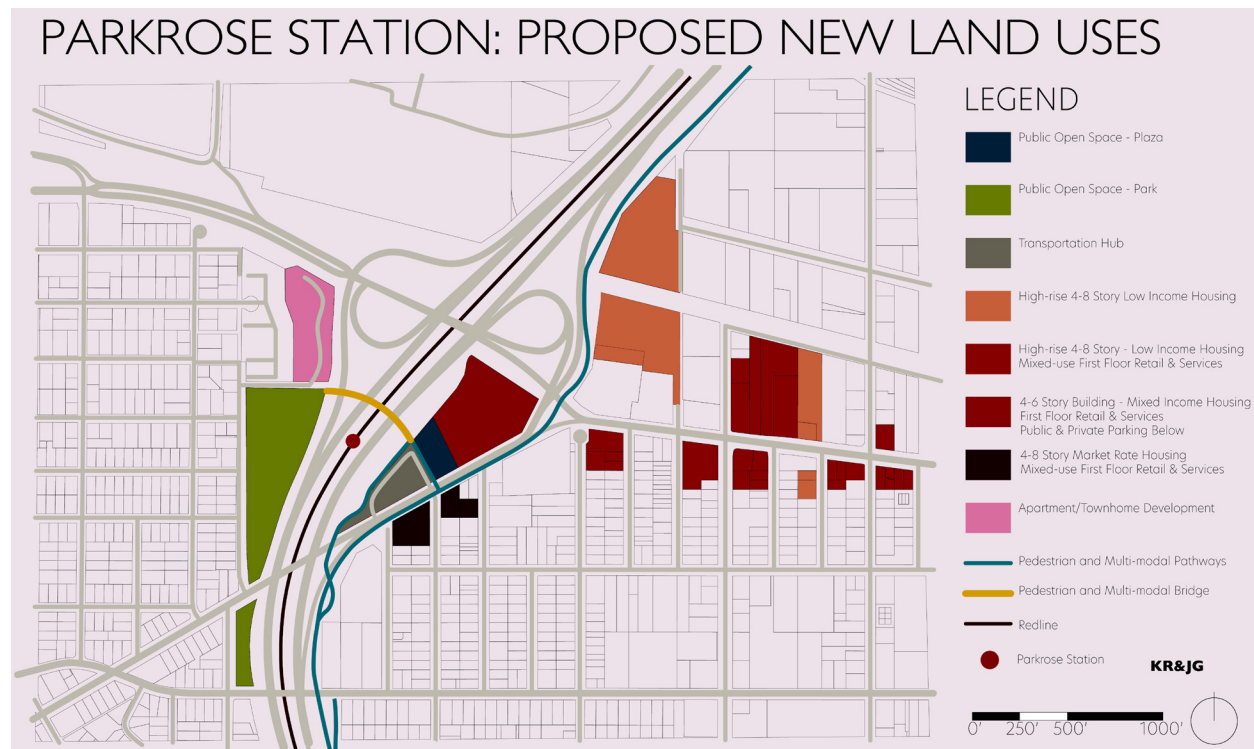 PARKROSE STATION: PROPOSED NEW LAND USES
LEGEND
Public Open Space - Plaza
Public Open Space - Park
Transportation Hub
High-rise 4-8 Story Low Income Housing
High-rise 4-8 Story - Low Income Housing
Mixed-use First Floor Retail & Services
4-6 Story Building - Mixed Income Housing
First Floor Retail & Services
Public & Private Parking Below
4-8 Story Market Rate Housing
Mixed-use First Floor Retail & Services
Apartment/Townhome Development
Pedestrian and Multi-modal Pathways
Pedestrian and Multi-modal Bridge
Redline
Parkrose Station
KR&JG
0' 250' 500' 1000'